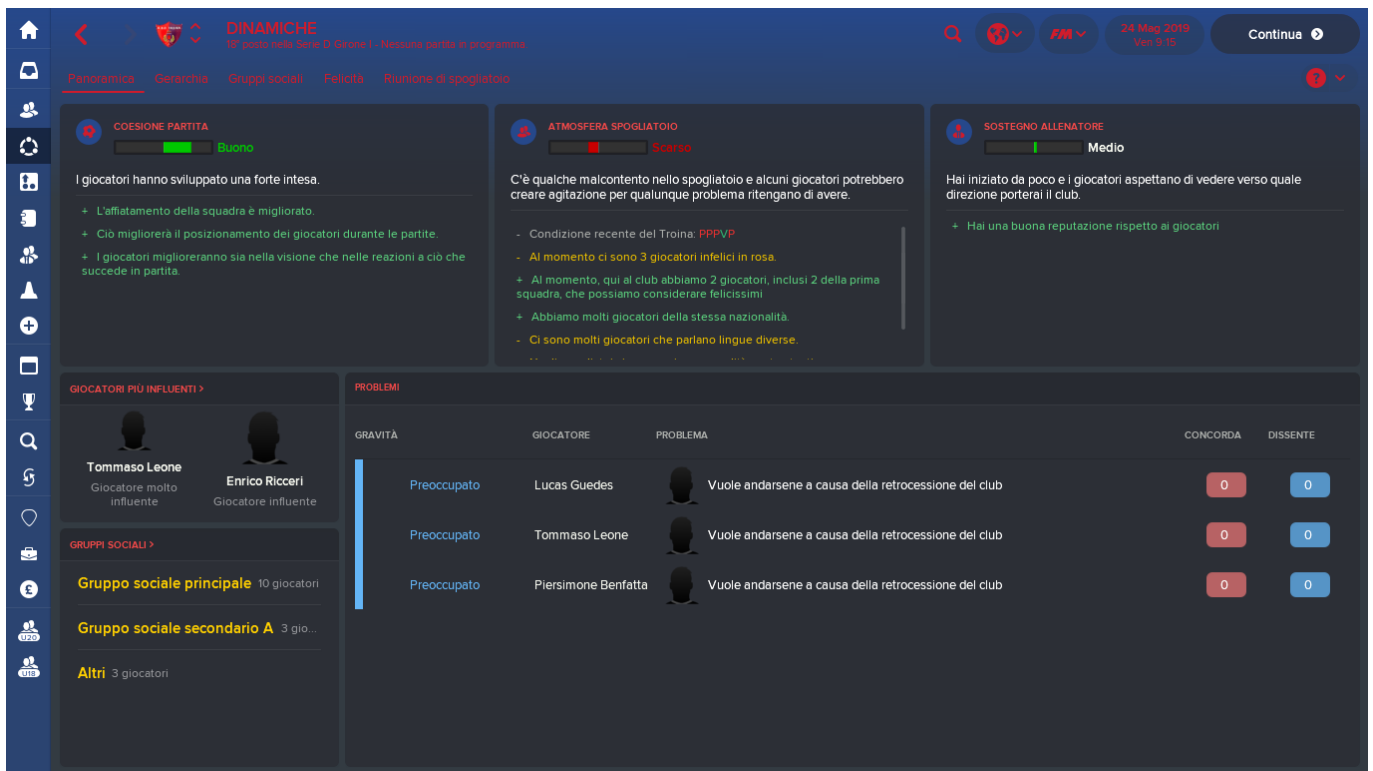 DINAMICHE
18° posto nella Serie D Girone I - Nessuna partita in programma
FM
24 Mag 2019
Ven 9:15
Continua
Panoramica Gerarchia Gruppi sociali Felicità Riunione di spogliatoio
?
COESIONE PARTITA
Buono
I giocatori hanno sviluppato una forte intesa.
+ L'affiatamento della squadra è migliorato.
+ Ciò migliorerà il posizionamento dei giocatori durante le partite.
+ I giocatori miglioreranno sia nella visione che nelle reazioni a ciò che
succede in partita.
ATMOSFERA SPOGLIATOIO
Scarso
C'è qualche malcontento nello spogliatoio e alcuni giocatori potrebbero
creare agitazione per qualunque problema ritengano di avere.
- Condizione recente del Troina: PPPVP
- Al momento ci sono 3 giocatori infelici in rosa.
+ Al momento, qui al club abbiamo 2 giocatori, inclusi 2 della prima
squadra, che possiamo considerare felicissimi
+ Abbiamo molti giocatori della stessa nazionalità.
- Ci sono molti giocatori che parlano lingue diverse.
SOSTEGNO ALLENATORE
Medio
Hai iniziato da poco e i giocatori aspettano di vedere verso quale
direzione porterai il club.
+ Hai una buona reputazione rispetto ai giocatori
GIOCATORI PIÙ INFLUENTI >
Tommaso Leone
Giocatore molto
influente
Enrico Ricceri
Giocatore influente
GRUPPI SOCIALI >
Gruppo sociale principale 10 giocatori
Gruppo sociale secondario A 3 gio...
Altri 3 giocatori
PROBLEMI
GRAVITÀ GIOCATORE PROBLEMA CONCORDA DISSENTE
Preoccupato Lucas Guedes Vuole andarsene a causa della retrocessione del club 0 0
Preoccupato Tommaso Leone Vuole andarsene a causa della retrocessione del club 0 0
Preoccupato Piersimone Benfatta Vuole andarsene a causa della retrocessione del club 0 0
£
U20
U18